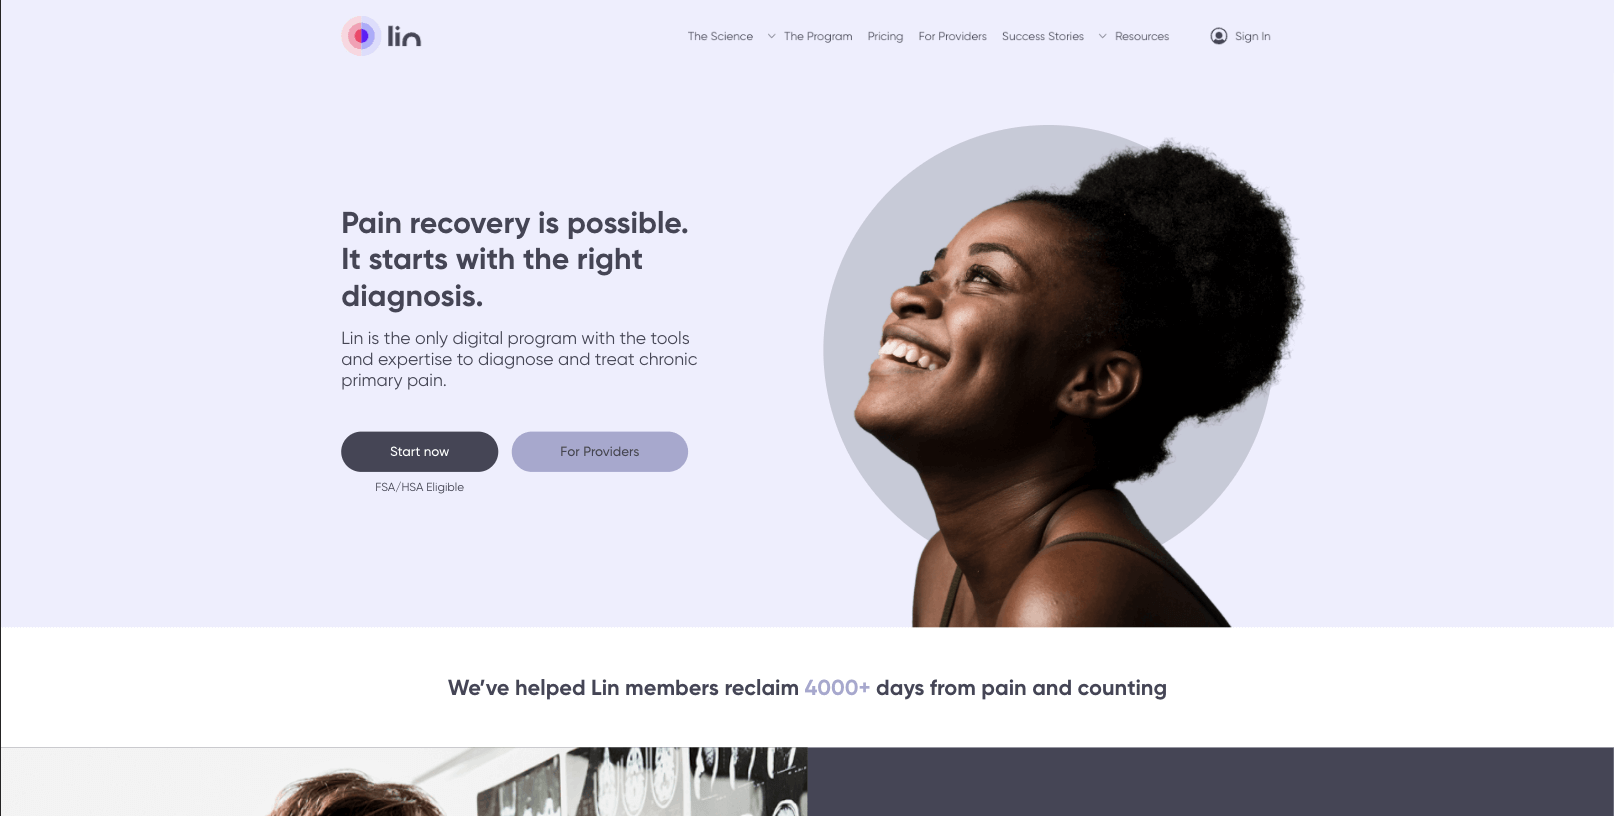 lin
The Science
The Program
Pricing
For Providers
Success Stories
Resources
Sign In
Pain recovery is possible.
It starts with the right
diagnosis.
Lin is the only digital program with the tools
and expertise to diagnose and treat chronic
primary pain.
Start now
For Providers
FSA/HSA Eligible
We’ve helped Lin members reclaim 4000+ days from pain and counting